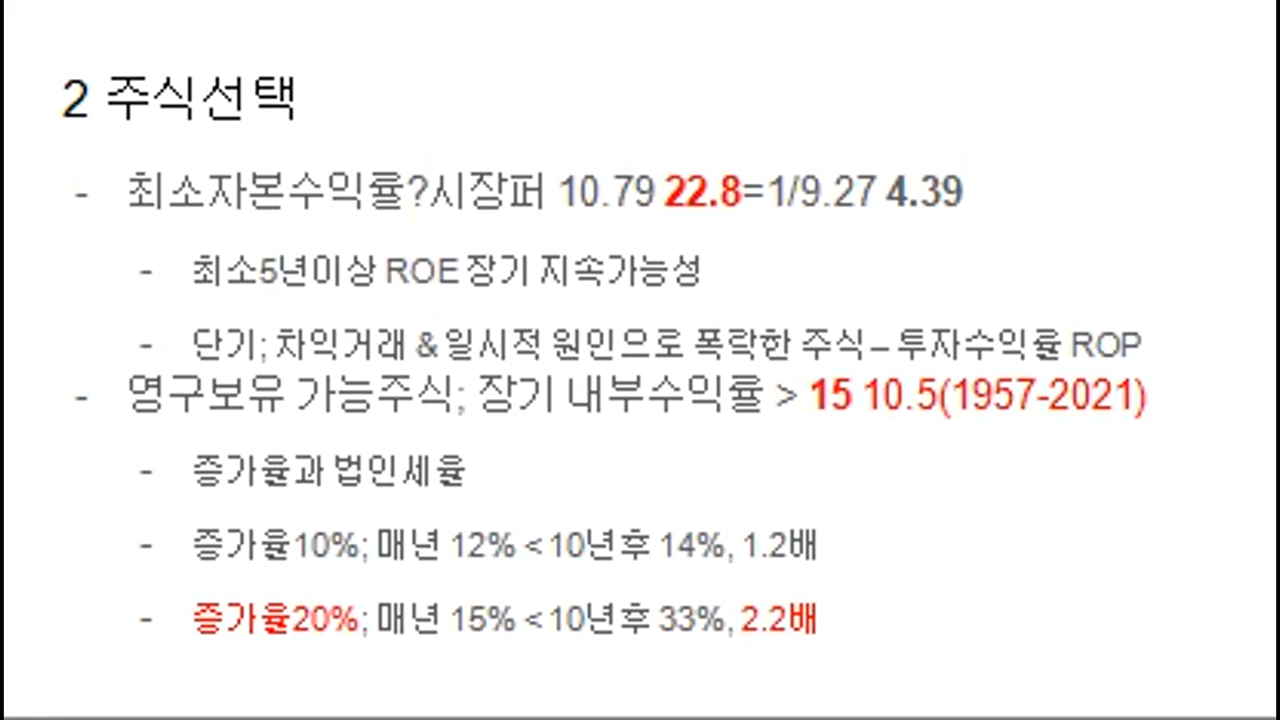 2 주식선택
- 최소자본수익률?시장퍼 10.79 22.8=1/9.27 4.39
- 최소5년이상 ROE 장기 지속가능성
- 단기; 차익거래 & 일시적 원인으로 폭락한 주식 – 투자수익률 ROP
- 영구보유 가능주식; 장기 내부수익률 > 15 10.5(1957-2021)
- 증가율과 법인세율
- 증가율10%; 매년 12% < 10년후 14%, 1.2배
- 증가율20%; 매년 15% < 10년후 33%, 2.2배